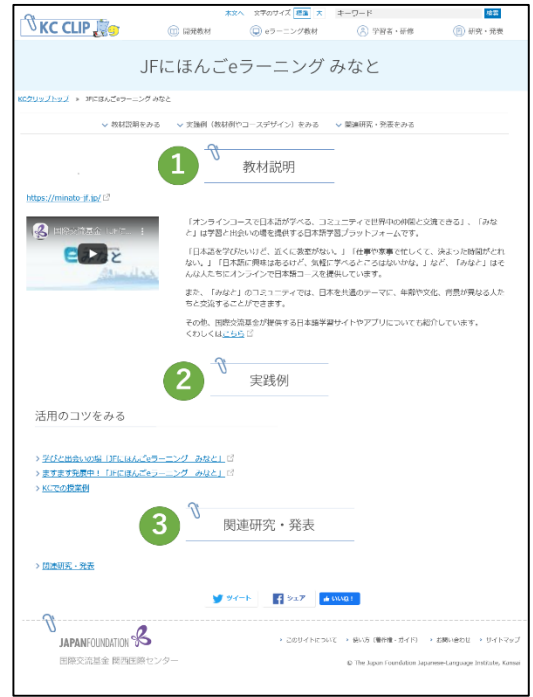 本文へ 文字のサイズ 標準 大 キーワード 検索
KC CLIP 開発教材 eラーニング教材 学習者・研修 研究・発表
JFにほんごeラーニング みなと
KCクリップトップ JFにほんごeラーニング みなと
教材説明をみる 実践例（教材例やコースデザイン）をみる 関連研究・発表をみる
1 教材説明
https://minato-jf.jp/
「オンラインコースで日本語が学べる、コミュニティで世界中の仲間と交流できる」、「みな
と」は学習と出会いの場を提供する日本語学習プラットフォームです。
国際交流基金
「日本語を学びたいけど、近くに教室がない。」「仕事や家事で忙しくて、決まった時間がとれ
ない。」「日本語に興味はあるけど、気軽に学べるところはないかな。」など、「みなと」はそ
んな人たちにオンラインで日本語コースを提供しています。
また、「みなと」のコミュニティでは、日本を共通のテーマに、年齢や文化、背景が異なる人た
ちと交流することができます。
その他、国際交流基金が提供する日本語学習サイトやアプリについても紹介しています。
くわしくはこちら
2 実践例
活用のコツをみる
学びと出会いの場「JFにほんごeラーニング みなと」
ますます発展中！「JFにほんごeラーニング みなと」
KCでの授業例
3 関連研究・発表
関連研究・発表
ツイート シェア いいね！
JAPANFOUNDATION
国際交流基金 関西国際センター
このサイトについて 使い方（著作権・ガイド） お問い合わせ サイトマップ
© The Japan Foundation Japanese-Language Institute, Kansai